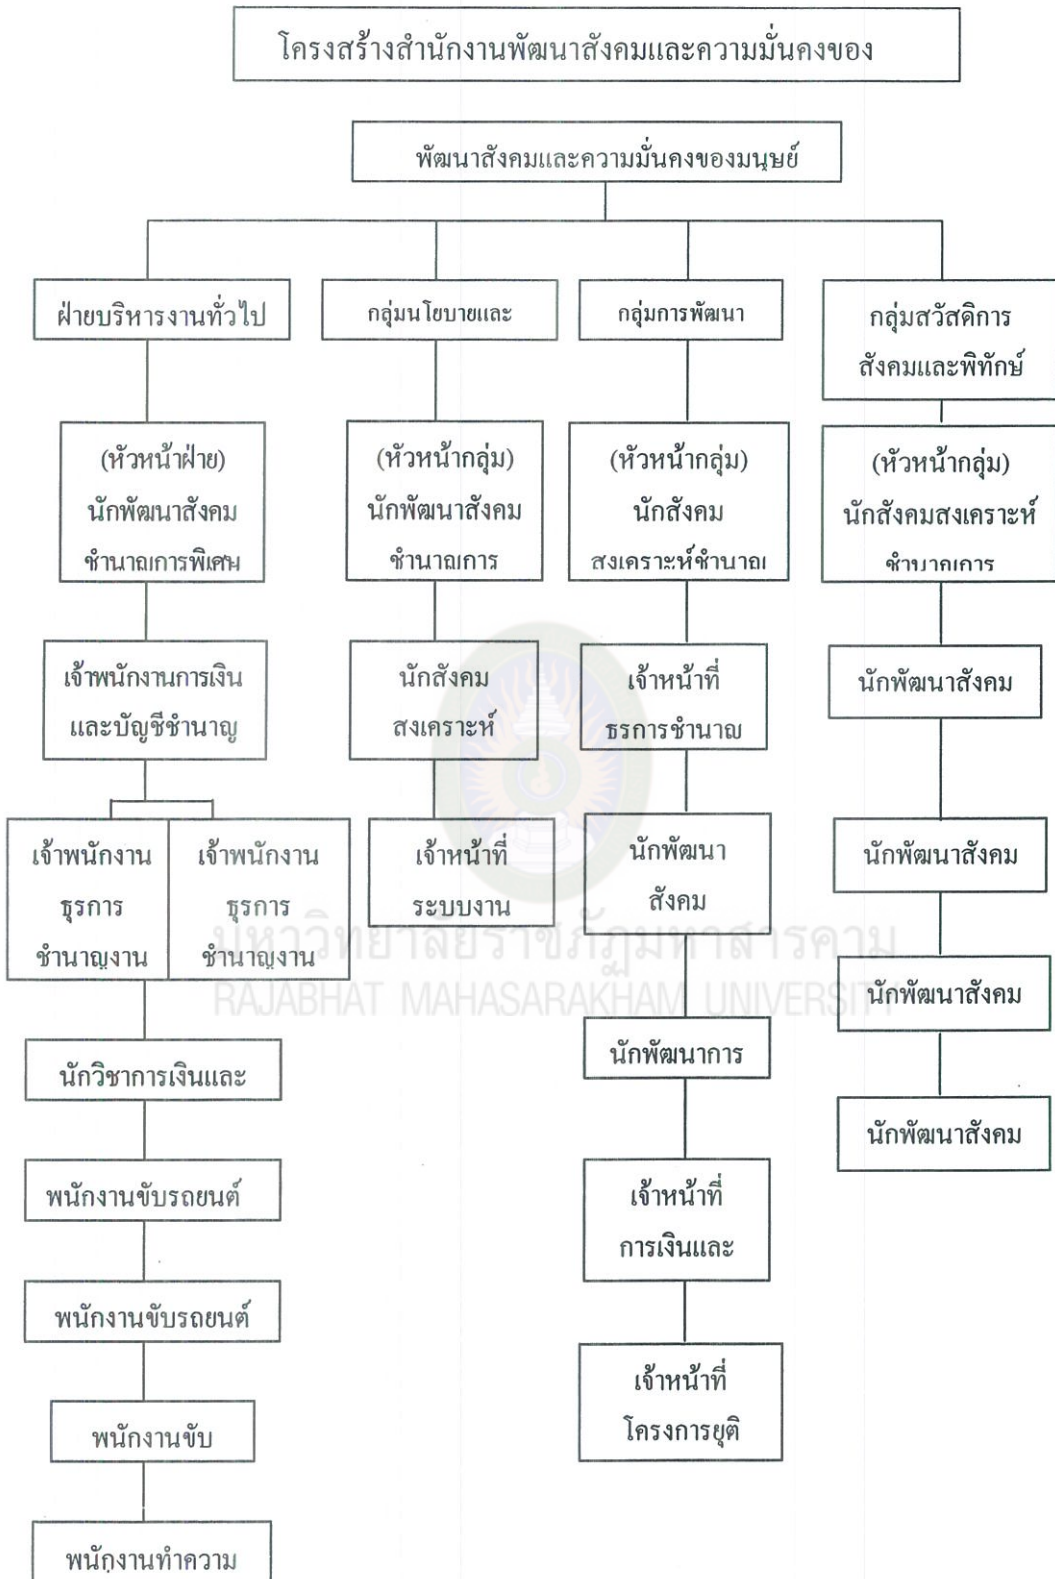 โครงสร้างสำนักงานพัฒนาสังคมและความมั่นคงของ
พัฒนาสังคมและความมั่นคงของมนุษย์
ฝ่ายบริหารงานทั่วไป
กลุ่มนโยบายและ
กลุ่มการพัฒนา
กลุ่มสวัสดิการ
สังคมและพิทักษ์
(หัวหน้าฝ่าย)
นักพัฒนาสังคม
ชำนาญการพิเศษ
(หัวหน้ากลุ่ม)
นักพัฒนาสังคม
ชำนาญการ
(หัวหน้ากลุ่ม)
นักสังคม
สงเคราะห์ชำนาญ
(หัวหน้ากลุ่ม)
นักสังคมสงเคราะห์
ชำนาญการ
เจ้าพนักงานการเงิน
และบัญชีชำนาญ
นักสังคม
สงเคราะห์
เจ้าหน้าที่
ธุรการชำนาญ
นักพัฒนาสังคม
เจ้าพนักงาน
ธุรการ
ชำนาญงาน
เจ้าพนักงาน
ธุรการ
ชำนาญงาน
เจ้าหน้าที่
ระบบงาน
นักพัฒนา
สังคม
นักพัฒนาสังคม
มหาวิทยาลัยราชภัฏมหาสารคาม
RAJABHAT MAHASARAKHAM UNIVERSITY
นักพัฒนาสังคม
นักวิชาการเงินและ
นักพัฒนาการ
นักพัฒนาสังคม
พนักงานขับรถยนต์
เจ้าหน้าที่
การเงินและ
พนักงานขับรถยนต์
เจ้าหน้าที่
โครงการยุติ
พนักงานขับ
พนักงานทำความ